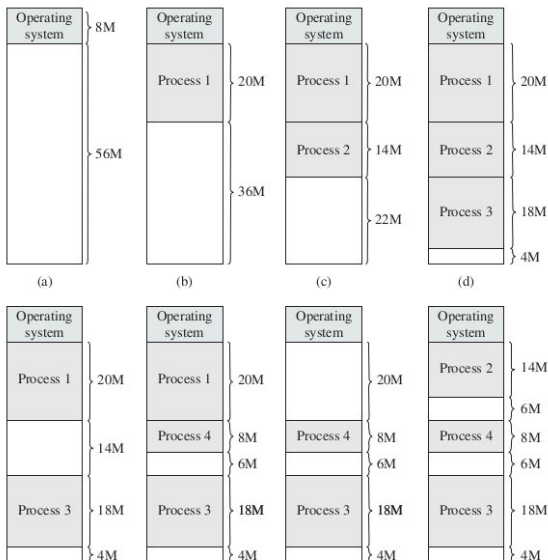 Operating
system
8M
56M
(a)
Operating
system
Process 1
20M
36M
(b)
Operating
system
Process 1
20M
Process 2
14M
22M
(c)
Operating
system
Process 1
20M
Process 2
14M
Process 3
18M
4M
(d)
Operating
system
Process 1
20M
14M
Process 3
18M
4M
Operating
system
Process 1
20M
Process 4
8M
6M
Process 3
18M
4M
Operating
system
20M
Process 4
8M
6M
Process 3
18M
4M
Operating
system
Process 2
14M
6M
Process 4
8M
6M
Process 3
18M
4M